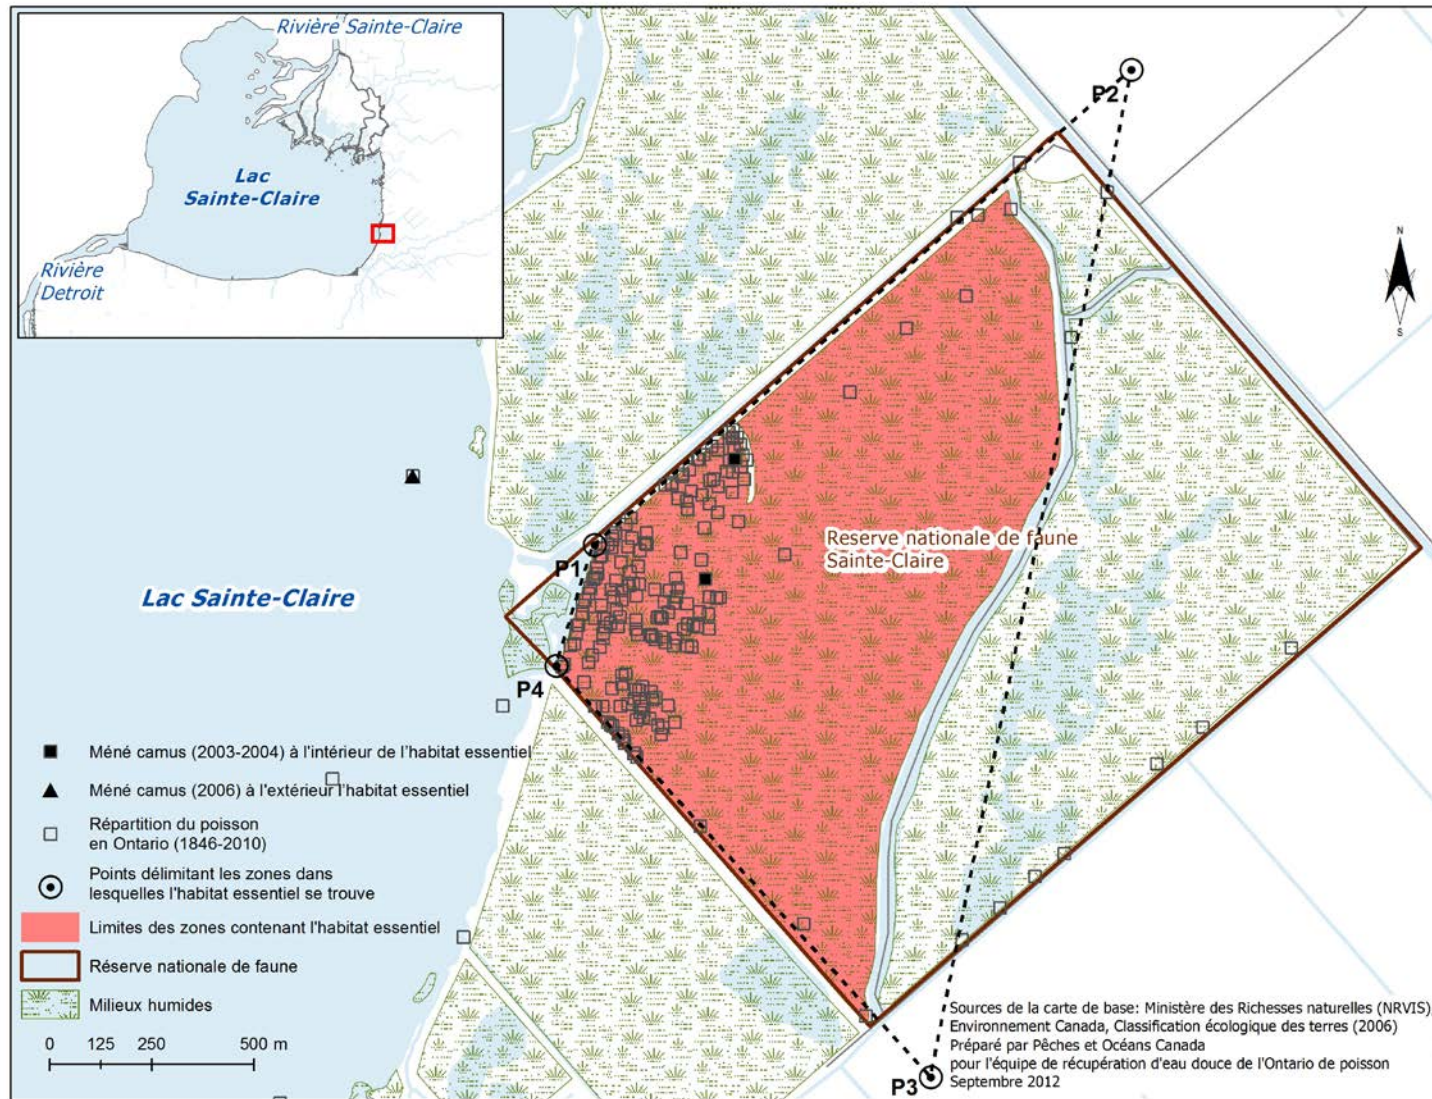 Rivière Sainte-Claire
Lac
Sainte-Claire
Rivière
Detroit
P2
N
S
Reserve nationale de faune
Sainte-Claire
P1
Lac Sainte-Claire
P4
Méné camus (2003-2004) à l'intérieur de l'habitat essentiel
Méné camus (2006) à l'extérieur l'habitat essentiel
Répartition du poisson
en Ontario (1846-2010)
Points délimitant les zones dans
lesquelles l'habitat essentiel se trouve
Limites des zones contenant l'habitat essentiel
Réserve nationale de faune
Milieux humides
0 125 250 500 m
Sources de la carte de base: Ministère des Richesses naturelles (NRVIS),
Environnement Canada, Classification écologique des terres (2006)
Préparé par Pêches et Océans Canada
pour l'équipe de récupération d'eau douce de l'Ontario de poisson
Septembre 2012
P3